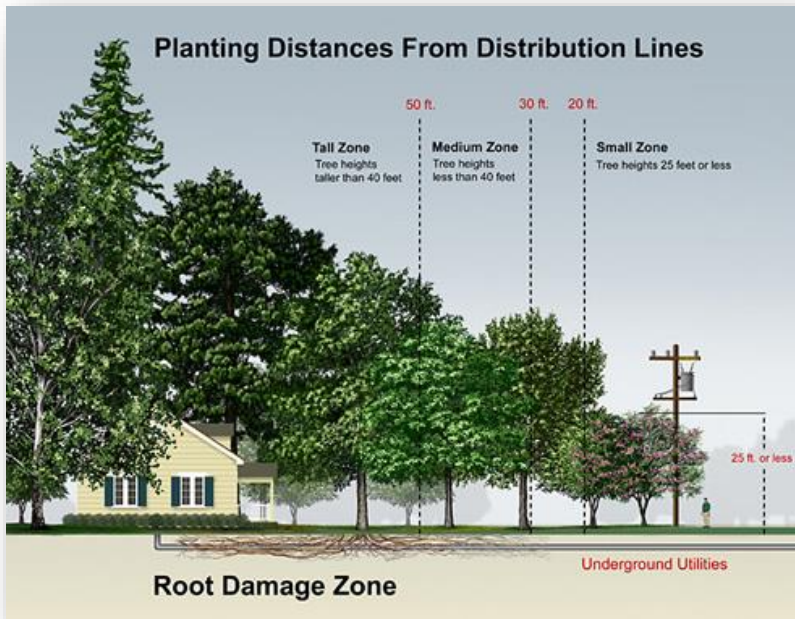 Planting Distances From Distribution Lines
50 ft.
30 ft.
20 ft.
Tall Zone
Tree heights
taller than 40 feet
Medium Zone
Tree heights
less than 40 feet
Small Zone
Tree heights 25 feet or less
25 ft. or less
Underground Utilities
Root Damage Zone